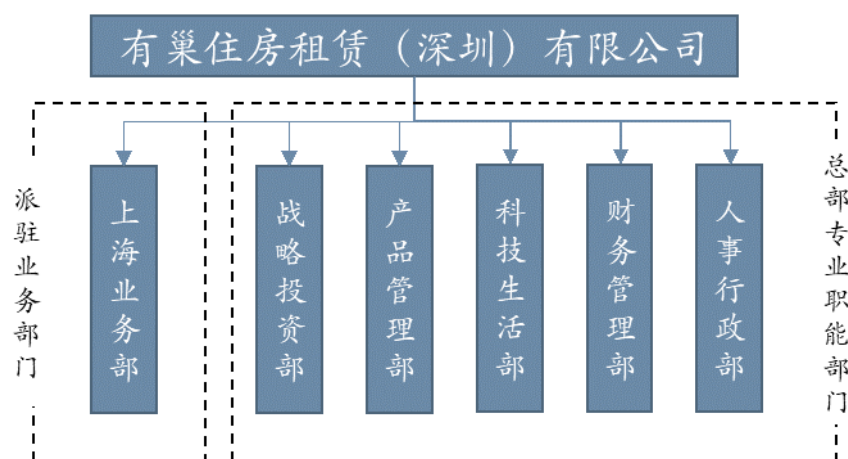 有巢住房租赁（深圳）有限公司
派驻业务部门
上海业务部
战略投资部
产品管理部
科技生活部
财务管理部
人事行政部
总部专业职能部门